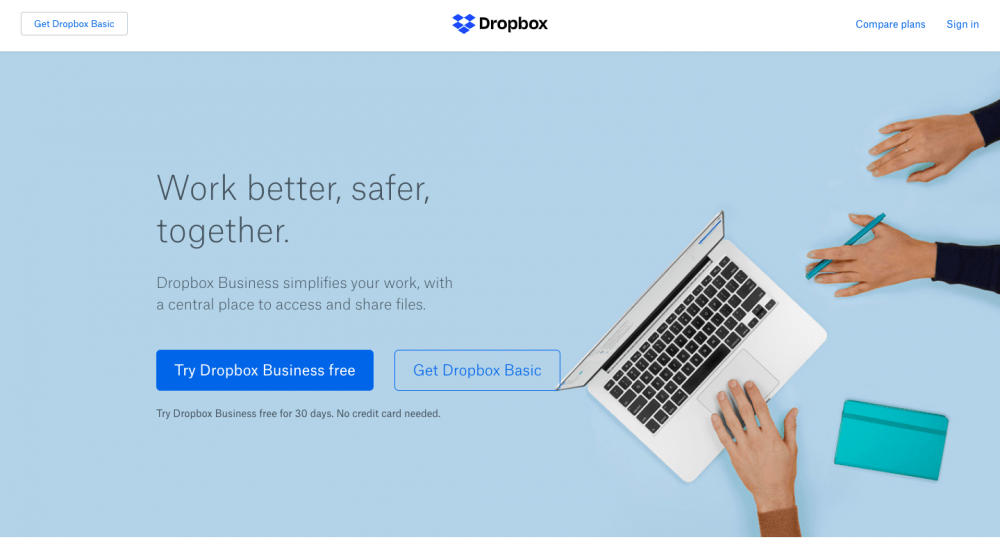 Get Dropbox Basic
Dropbox
Compare plans
Sign in
Work better, safer,
together.
Dropbox Business simplifies your work, with
a central place to access and share files.
Try Dropbox Business free
Get Dropbox Basic
Try Dropbox Business free for 30 days. No credit card needed.